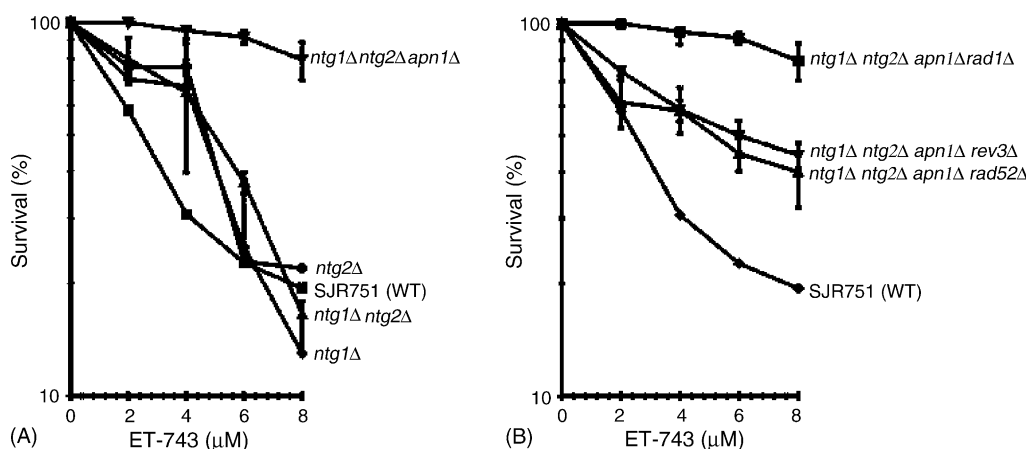 100
Survival (%)
10
0
2
4
6
8
ET-743 (μM)
(A)
ntg1Δntg2Δapn1Δ
ntg2Δ
SJR751 (WT)
ntg1Δ ntg2Δ
ntg1Δ
100
Survival (%)
10
0
2
4
6
8
ET-743 (μM)
(B)
ntg1Δ ntg2Δ apn1Δrad1Δ
ntg1Δ ntg2Δ apn1Δ rev3Δ
ntg1Δ ntg2Δ apn1Δ rad52Δ
SJR751 (WT)